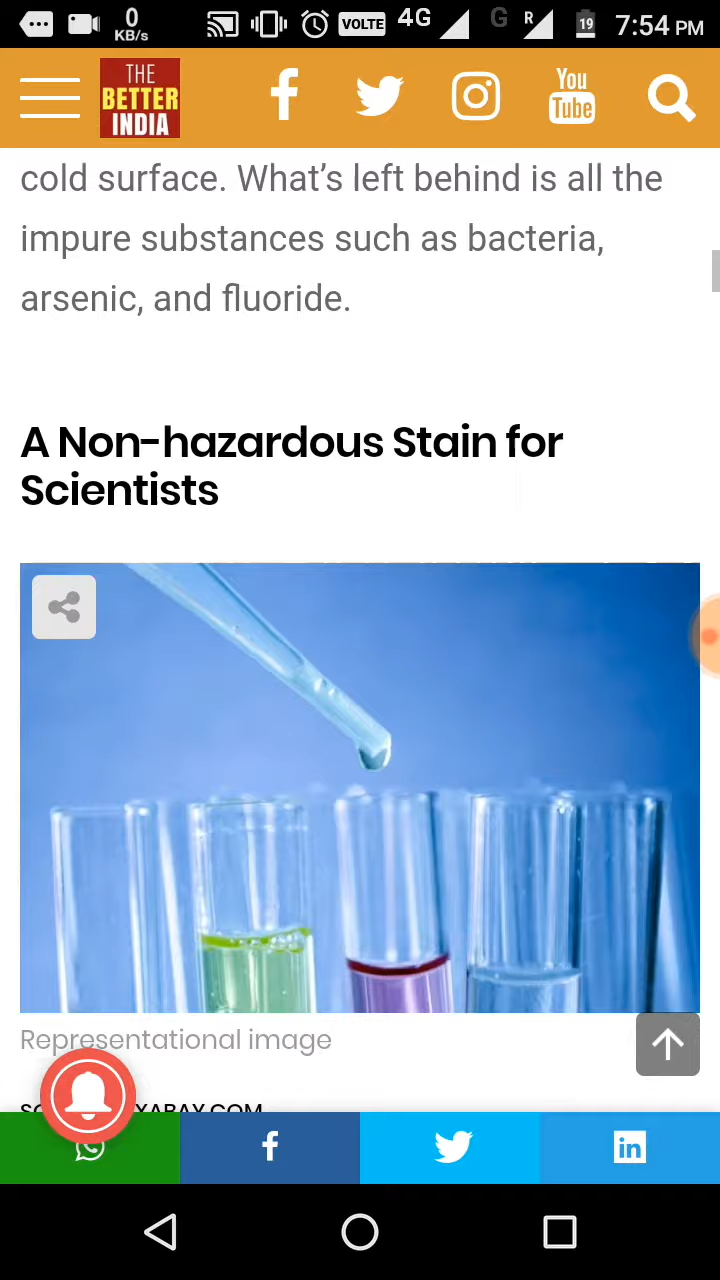 0
KB/s
VOLTE
4G
G
R
19
7:54 PM
THE
BETTER
INDIA
You
Tube
cold surface. What’s left behind is all the
impure substances such as bacteria,
arsenic, and fluoride.
A Non-hazardous Stain for
Scientists
Representational image
in